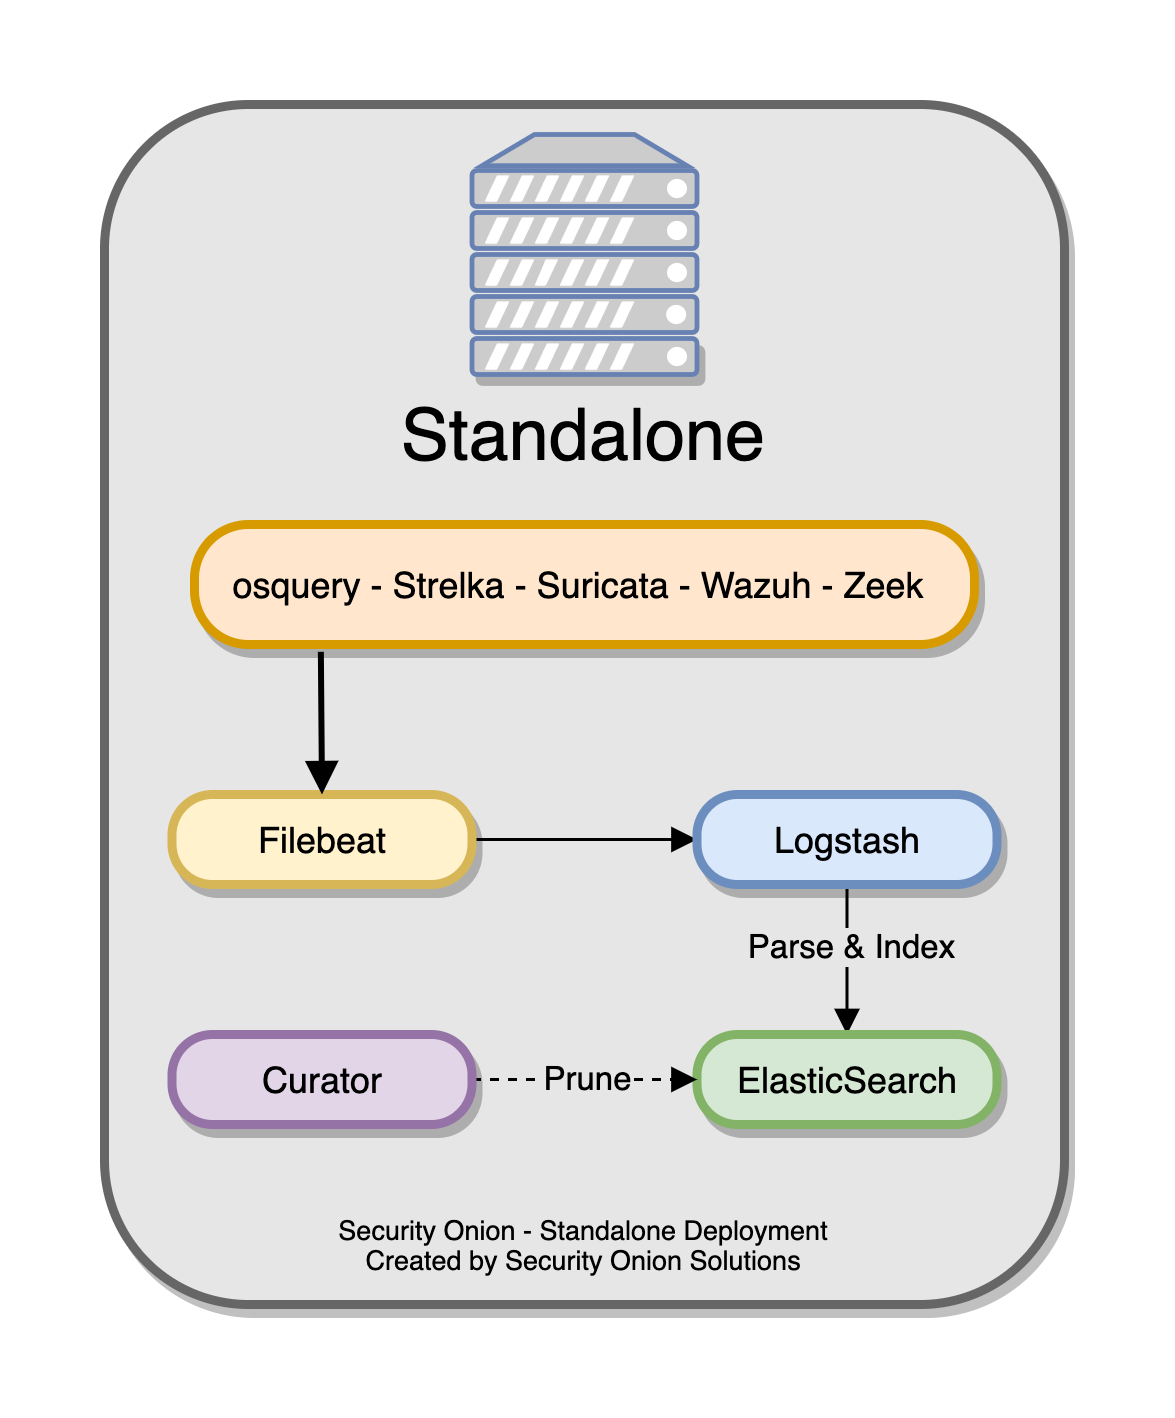 Standalone
osquery - Strelka - Suricata - Wazuh - Zeek
Filebeat
Logstash
Parse & Index
Curator
Prune
ElasticSearch
Security Onion - Standalone Deployment
Created by Security Onion Solutions